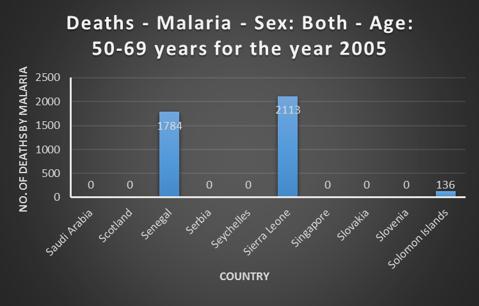 Deaths - Malaria - Sex: Both - Age:
50-69 years for the year 2005
NO. OF DEATHS BY MALARIA
2500
2000
1500
1000
500
0
0
0
1784
0
0
2113
0
0
0
136
Saudi Arabia
Scotland
Senegal
Serbia
Seychelles
Sierra Leone
Singapore
Slovakia
Slovenia
Solomon Islands
COUNTRY